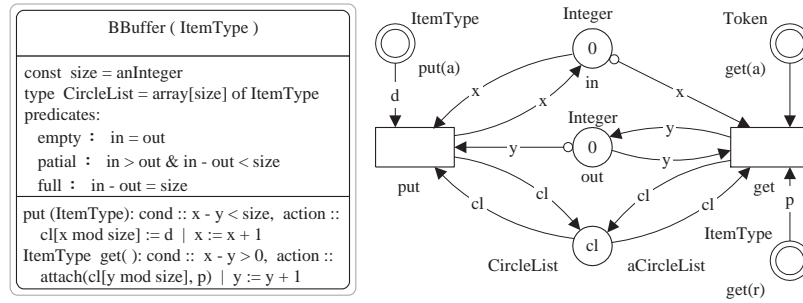 BBuffer ( ItemType )
const size = anInteger
type CircleList = array[size] of ItemType
predicates:
empty : in = out
patial : in > out & in - out < size
full : in - out = size
put (ItemType): cond :: x - y < size, action ::
cl[x mod size] := d | x := x + 1
ItemType get( ): cond :: x - y > 0, action ::
attach(cl[y mod size], p) | y := y + 1
ItemType
put(a)
d
put
Integer
0
in
x
x
x
Integer
0
out
y
y
y
cl
cl
cl
cl
cl
CircleList
aCircleList
Token
get(a)
get
p
ItemType
get(r)